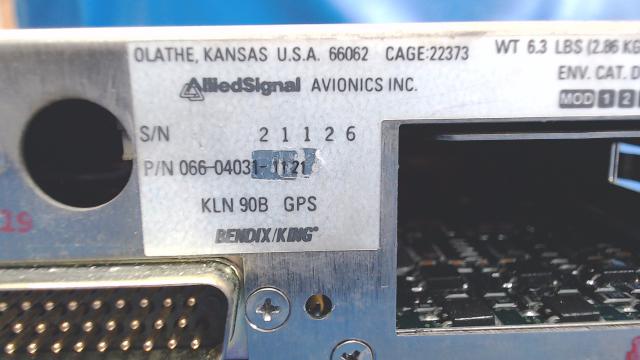 OLATHE, KANSAS U.S.A. 66062 CAGE:22373 WT 6.3 LBS (2.86 KG
ENV. CAT. D
AlliedSignal AVIONICS INC.
MOD 1 2
S/N 21126
P/N 066-04031-1121
KLN 90B GPS
BENDIX/KING®
19